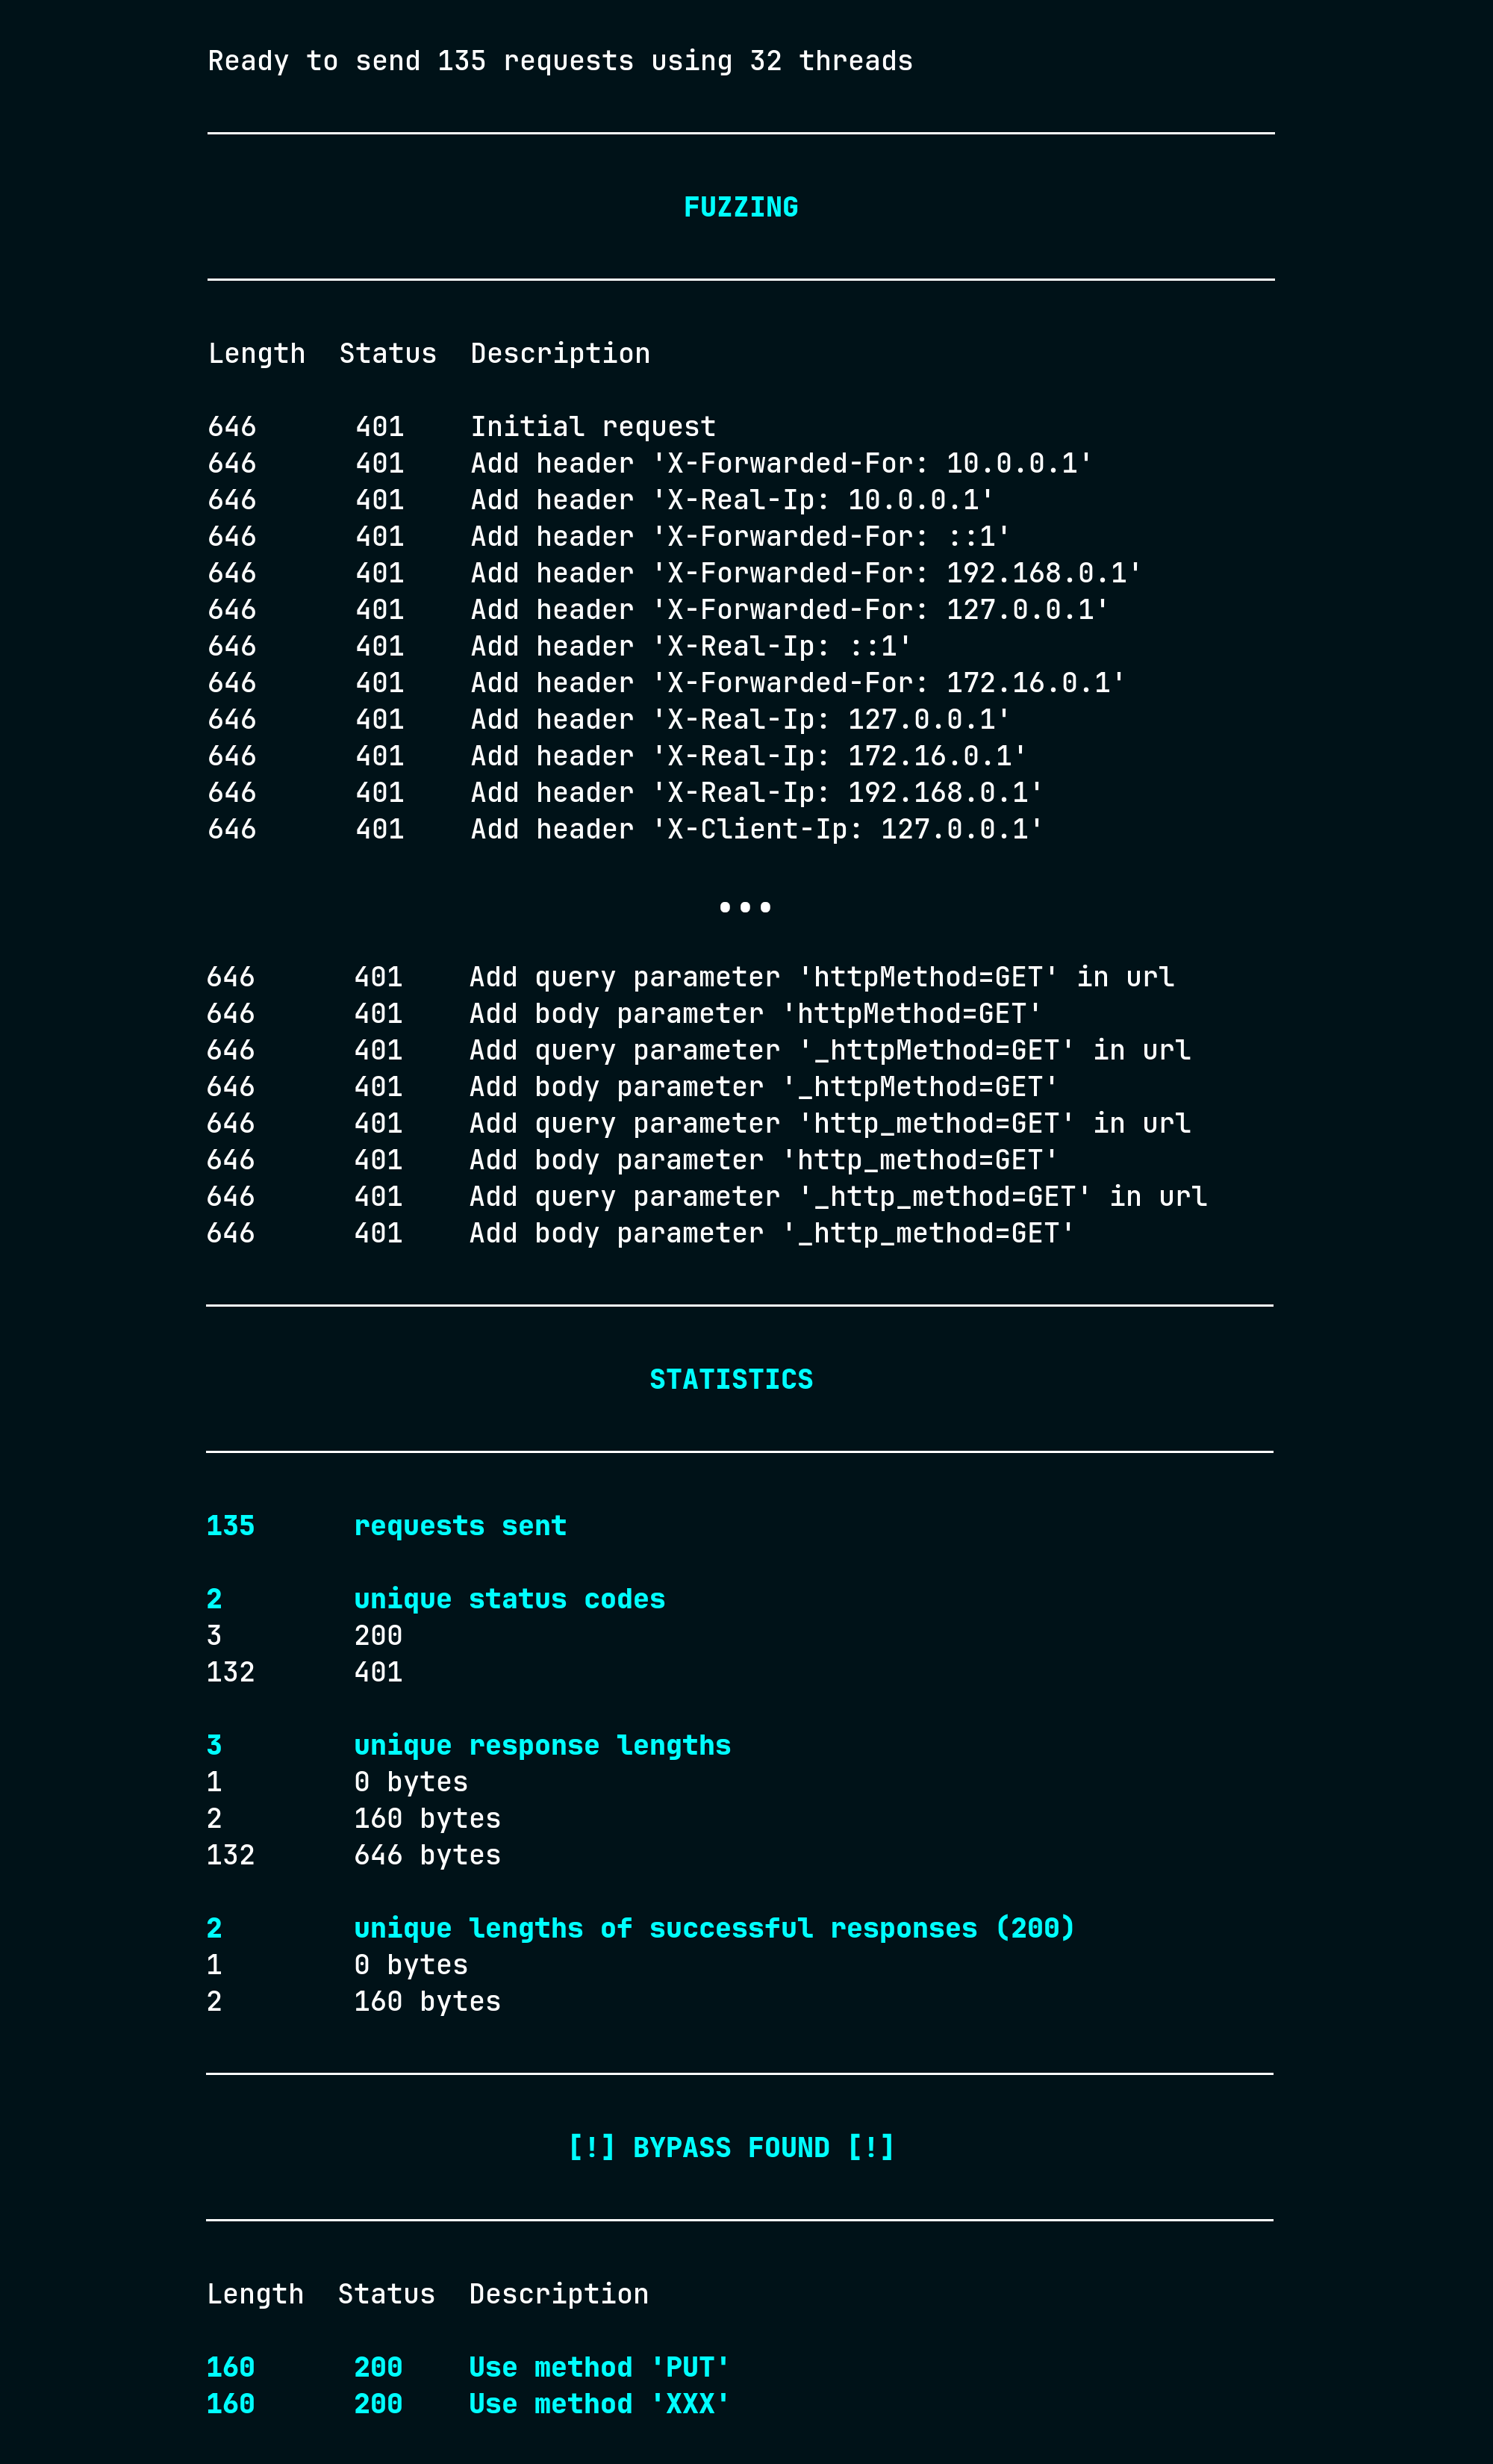 Ready to send 135 requests using 32 threads
FUZZING
Length  Status  Description
646      401    Initial request
646      401    Add header 'X-Forwarded-For: 10.0.0.1'
646      401    Add header 'X-Real-Ip: 10.0.0.1'
646      401    Add header 'X-Forwarded-For: ::1'
646      401    Add header 'X-Forwarded-For: 192.168.0.1'
646      401    Add header 'X-Forwarded-For: 127.0.0.1'
646      401    Add header 'X-Real-Ip: ::1'
646      401    Add header 'X-Forwarded-For: 172.16.0.1'
646      401    Add header 'X-Real-Ip: 127.0.0.1'
646      401    Add header 'X-Real-Ip: 172.16.0.1'
646      401    Add header 'X-Real-Ip: 192.168.0.1'
646      401    Add header 'X-Client-Ip: 127.0.0.1'
...
646      401    Add query parameter 'httpMethod=GET' in url
646      401    Add body parameter 'httpMethod=GET'
646      401    Add query parameter '_httpMethod=GET' in url
646      401    Add body parameter '_httpMethod=GET'
646      401    Add query parameter 'http_method=GET' in url
646      401    Add body parameter 'http_method=GET'
646      401    Add query parameter '_http_method=GET' in url
646      401    Add body parameter '_http_method=GET'
STATISTICS
135      requests sent
2        unique status codes
3        200
132      401
3        unique response lengths
1        0 bytes
2        160 bytes
132      646 bytes
2        unique lengths of successful responses (200)
1        0 bytes
2        160 bytes
[!] BYPASS FOUND [!]
Length  Status  Description
160      200    Use method 'PUT'
160      200    Use method 'XXX'